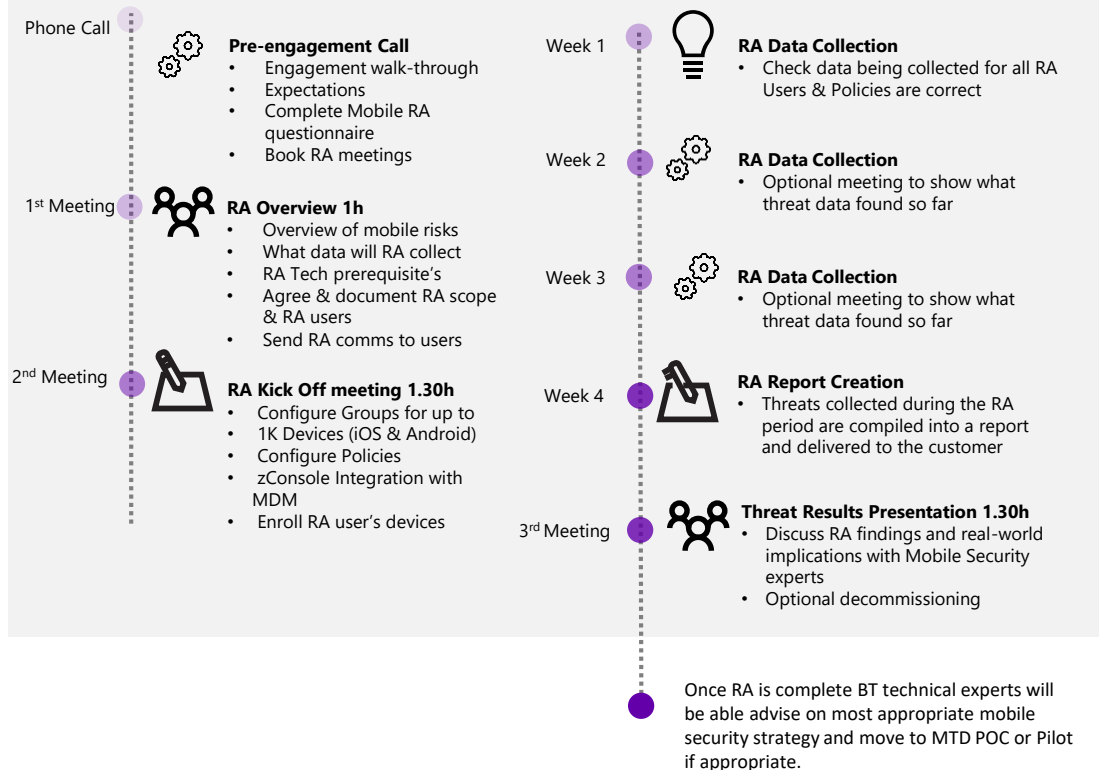 Phone Call
Pre-engagement Call
• Engagement walk-through
• Expectations
• Complete Mobile RA
questionnaire
• Book RA meetings
1st Meeting
RA Overview 1h
• Overview of mobile risks
• What data will RA collect
• RA Tech prerequisite's
• Agree & document RA scope
& RA users
• Send RA comms to users
2nd Meeting
RA Kick Off meeting 1.30h
• Configure Groups for up to
• 1K Devices (iOS & Android)
• Configure Policies
• zConsole Integration with
MDM
• Enroll RA user's devices
Week 1
RA Data Collection
• Check data being collected for all RA
Users & Policies are correct
Week 2
RA Data Collection
• Optional meeting to show what
threat data found so far
Week 3
RA Data Collection
• Optional meeting to show what
threat data found so far
Week 4
RA Report Creation
• Threats collected during the RA
period are compiled into a report
and delivered to the customer
3rd Meeting
Threat Results Presentation 1.30h
• Discuss RA findings and real-world
implications with Mobile Security
experts
• Optional decommissioning
Once RA is complete BT technical experts will
be able advise on most appropriate mobile
security strategy and move to MTD POC or Pilot
if appropriate.